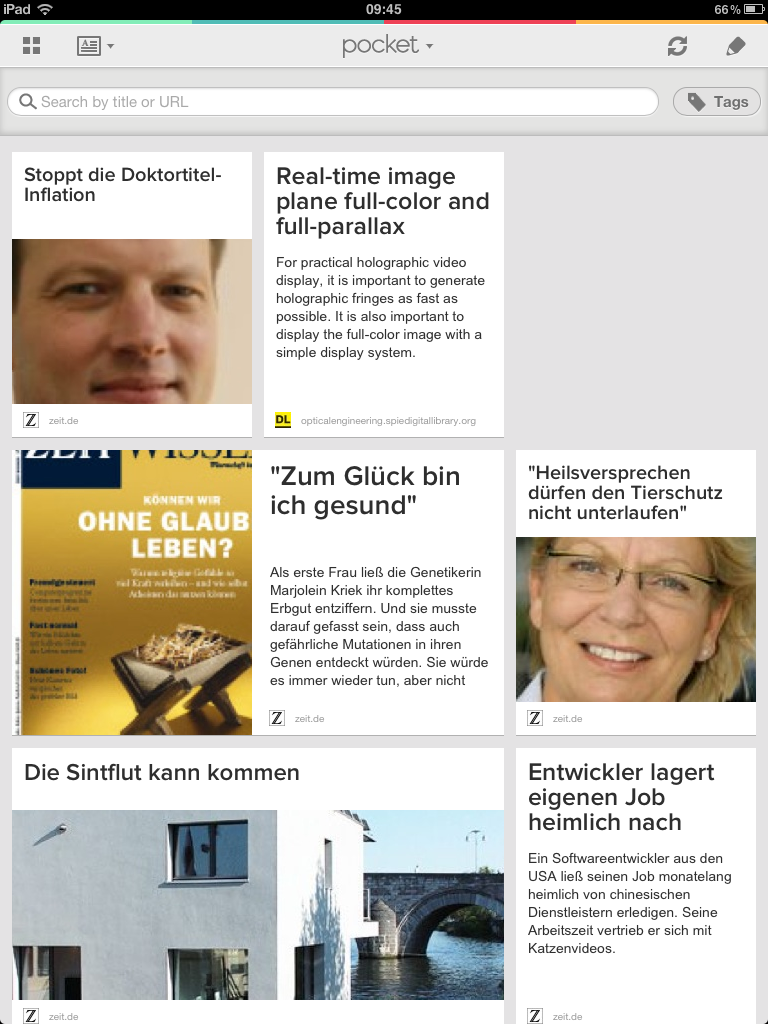 iPad 09:45 66 %
pocket
Search by title or URL
Tags
Stoppt die Doktortitel-
Inflation
zeit.de
Real-time image
plane full-color and
full-parallax
For practical holographic video
display, it is important to generate
holographic fringes as fast as
possible. It is also important to
display the full-color image with a
simple display system.
DL opticalengineering.spiedigitallibrary.org
KÖNNEN WIR
OHNE GLAUB
LEBEN?
"Zum Glück bin
ich gesund"
Als erste Frau ließ die Genetikerin
Marjolein Kriek ihr komplettes
Erbgut entziffern. Und sie musste
darauf gefasst sein, dass auch
gefährliche Mutationen in ihren
Genen entdeckt würden. Sie würde
es immer wieder tun, aber nicht
Z zeit.de
"Heilsversprechen
dürfen den Tierschutz
nicht unterlaufen"
Z zeit.de
Die Sintflut kann kommen
Z zeit.de
Entwickler lagert
eigenen Job
heimlich nach
Ein Softwareentwickler aus den
USA ließ seinen Job monatelang
heimlich von chinesischen
Dienstleistern erledigen. Seine
Arbeitszeit vertrieb er sich mit
Katzenvideos.
Z zeit.de